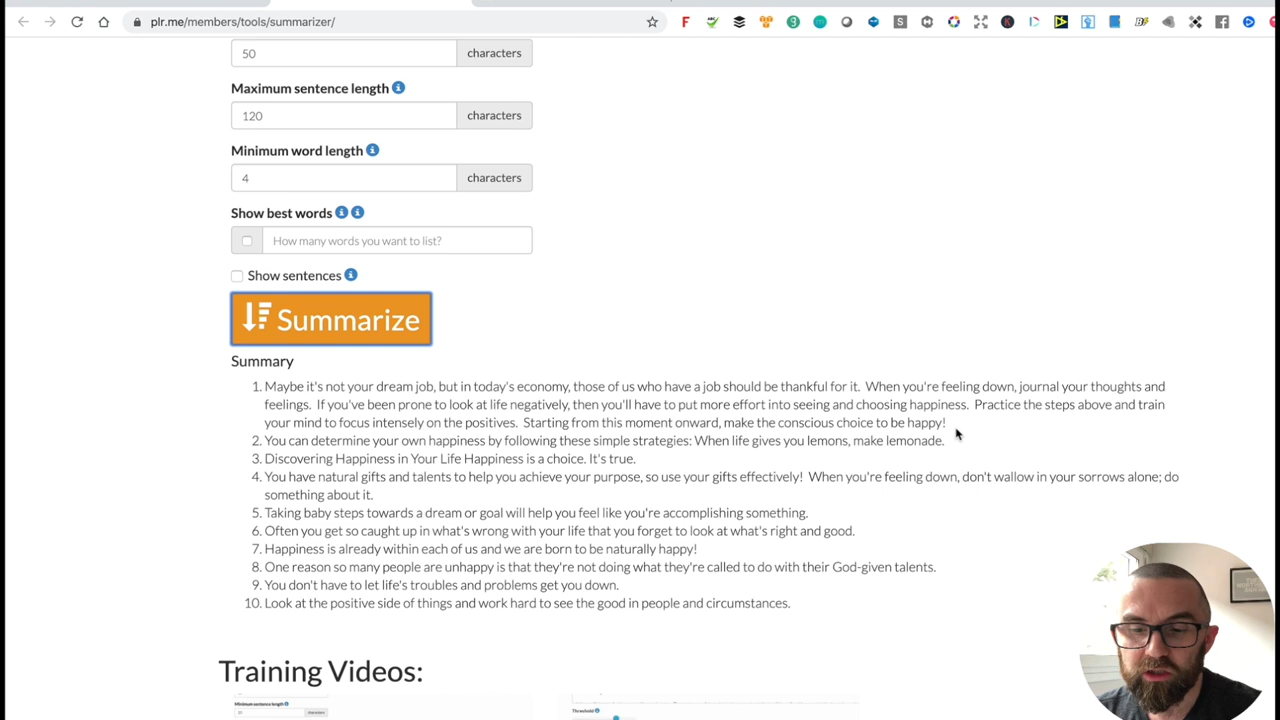 plr.me/members/tools/summarizer/
50 characters
Maximum sentence length
120 characters
Minimum word length
4 characters
Show best words
How many words you want to list?
Show sentences
Summarize
Summary
1. Maybe it's not your dream job, but in today's economy, those of us who have a job should be thankful for it. When you're feeling down, journal your thoughts and
feelings. If you've been prone to look at life negatively, then you'll have to put more effort into seeing and choosing happiness. Practice the steps above and train
your mind to focus intensely on the positives. Starting from this moment onward, make the conscious choice to be happy!
2. You can determine your own happiness by following these simple strategies: When life gives you lemons, make lemonade.
3. Discovering Happiness in Your Life Happiness is a choice. It's true.
4. You have natural gifts and talents to help you achieve your purpose, so use your gifts effectively! When you're feeling down, don't wallow in your sorrows alone; do
something about it.
5. Taking baby steps towards a dream or goal will help you feel like you're accomplishing something.
6. Often you get so caught up in what's wrong with your life that you forget to look at what's right and good.
7. Happiness is already within each of us and we are born to be naturally happy!
8. One reason so many people are unhappy is that they're not doing what they're called to do with their God-given talents.
9. You don't have to let life's troubles and problems get you down.
10. Look at the positive side of things and work hard to see the good in people and circumstances.
Training Videos:
Minimum sentence length
characters
Threshold